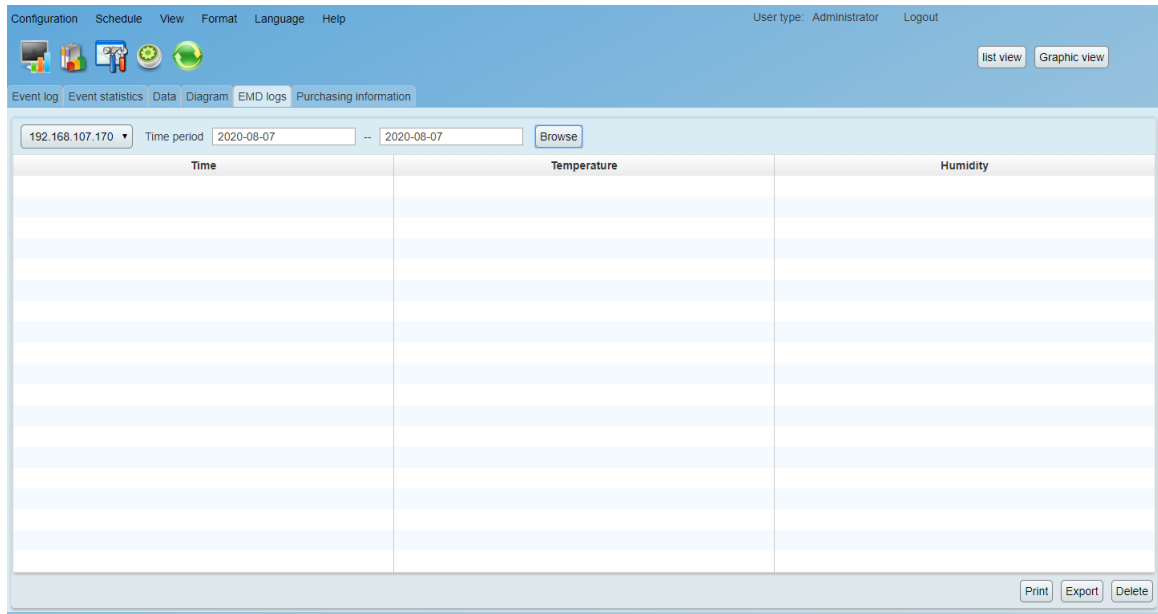 Configuration Schedule View Format Language Help User type: Administrator Logout
list view Graphic view
Event log Event statistics Data Diagram EMD logs Purchasing information
192.168.107.170 Time period 2020-08-07 -- 2020-08-07 Browse
Time Temperature Humidity
Print Export Delete